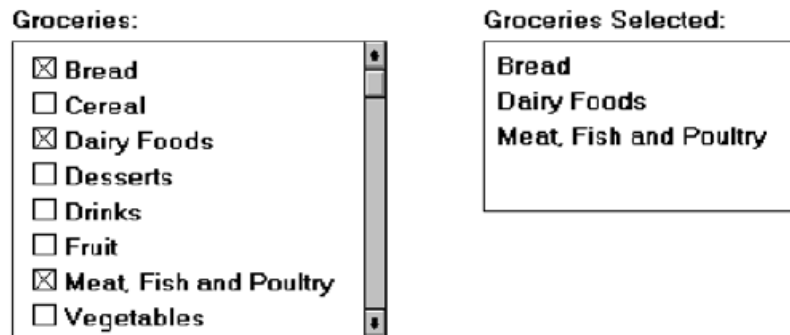 Groceries:
Bread
Cereal
Dairy Foods
Desserts
Drinks
Fruit
Meat, Fish and Poultry
Vegetables
Groceries Selected:
Bread
Dairy Foods
Meat, Fish and Poultry